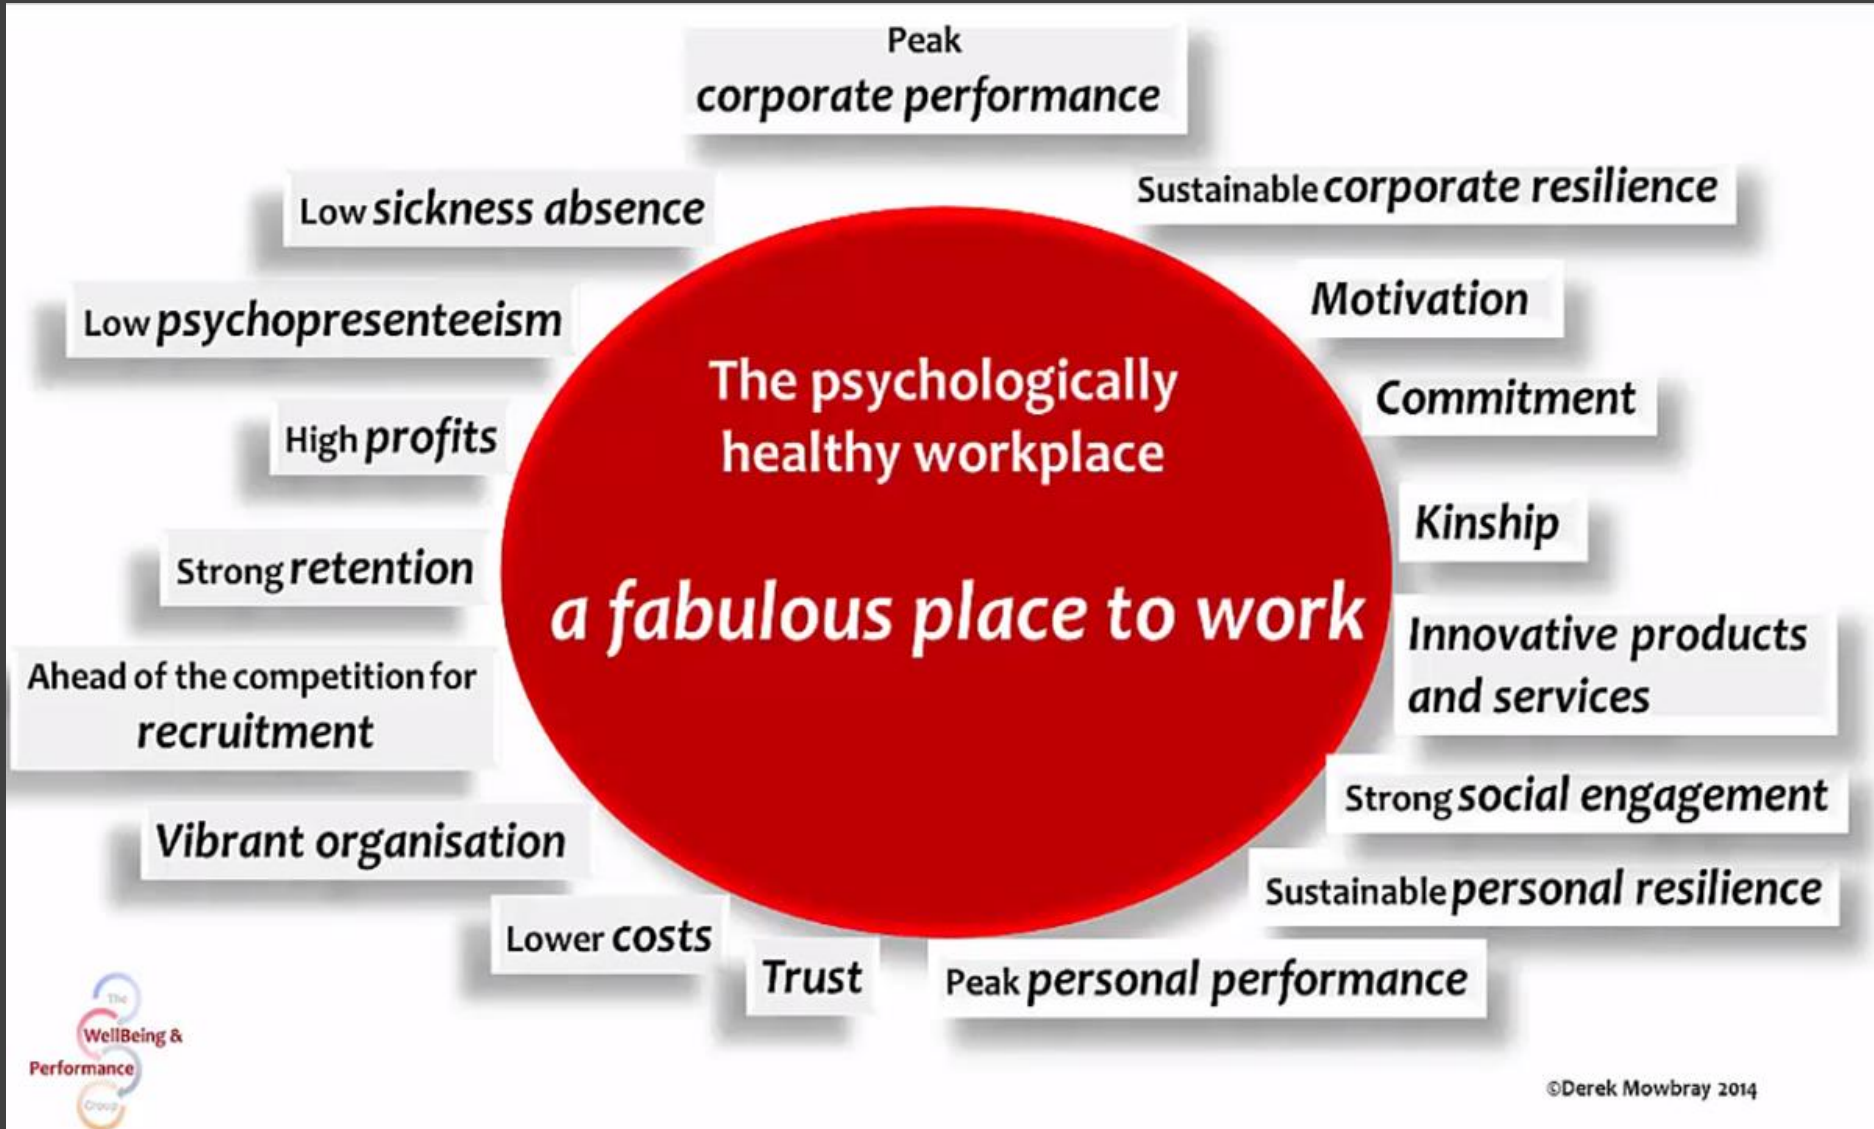 Peak
corporate performance
Low sickness absence
Sustainable corporate resilience
Low psychopresenteeism
Motivation
High profits
Commitment
The psychologically
healthy workplace
a fabulous place to work
Strong retention
Kinship
Ahead of the competition for
recruitment
Innovative products
and services
Vibrant organisation
Strong social engagement
Lower costs
Sustainable personal resilience
Trust
Peak personal performance
The
WellBeing &
Performance
Group
©Derek Mowbray 2014